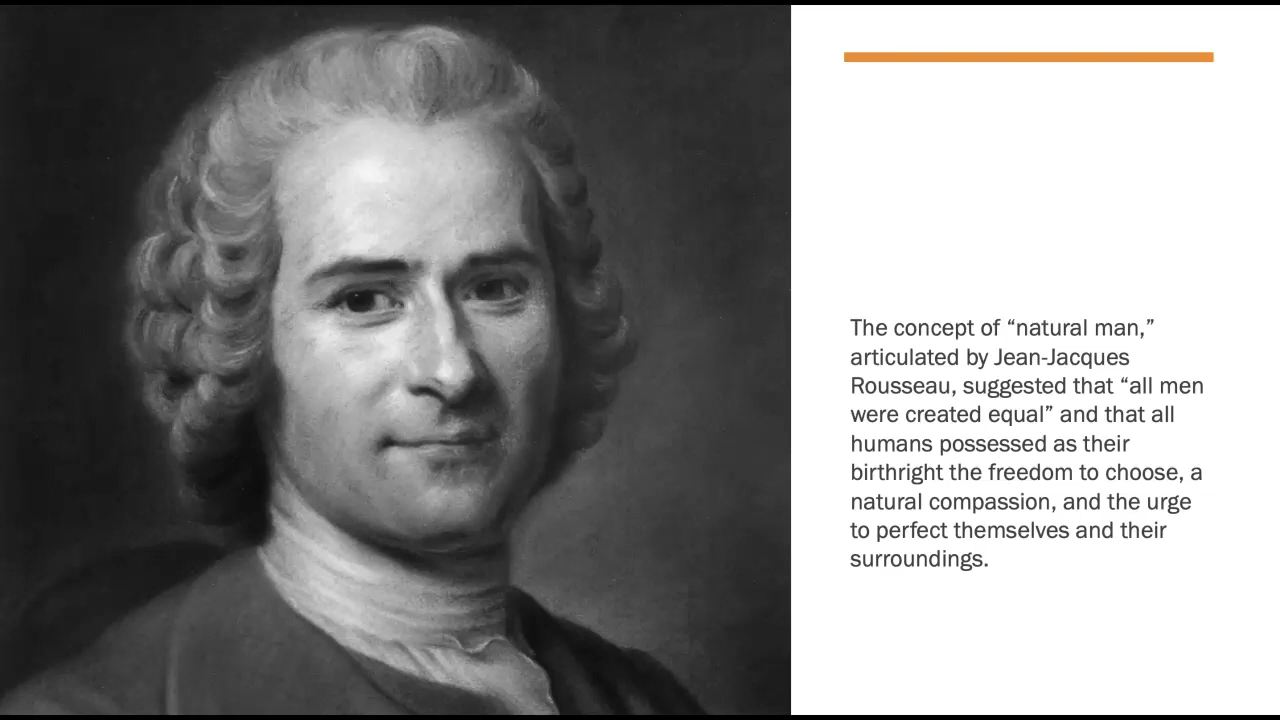 The concept of “natural man,”
articulated by Jean-Jacques
Rousseau, suggested that “all men
were created equal” and that all
humans possessed as their
birthright the freedom to choose, a
natural compassion, and the urge
to perfect themselves and their
surroundings.